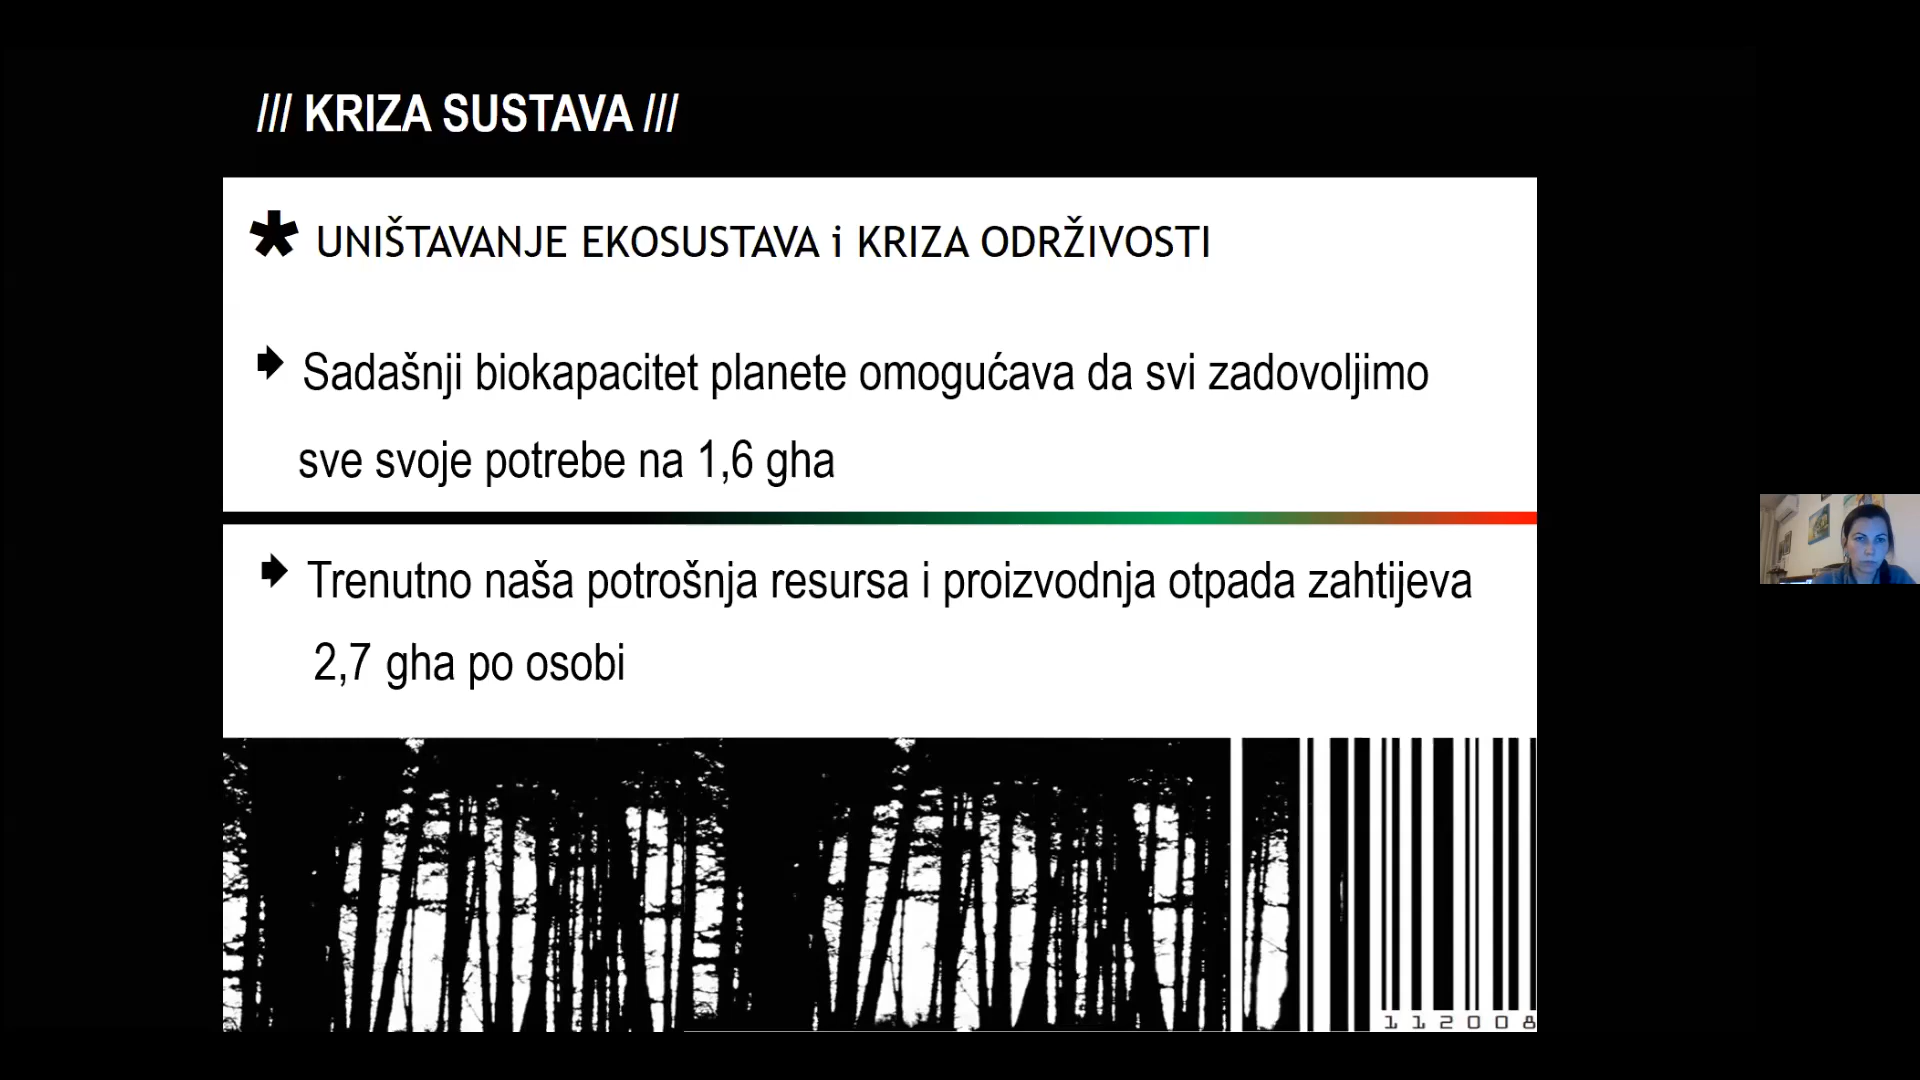 /// KRIZA SUSTAVA ///
* UNIŠTAVANJE EKOSUSTAVA i KRIZA ODRŽIVOSTI
Sadašnji biokapacitet planete omogućava da svi zadovoljimo
sve svoje potrebe na 1,6 gha
Trenutno naša potrošnja resursa i proizvodnja otpada zahtijeva
2,7 gha po osobi
112008